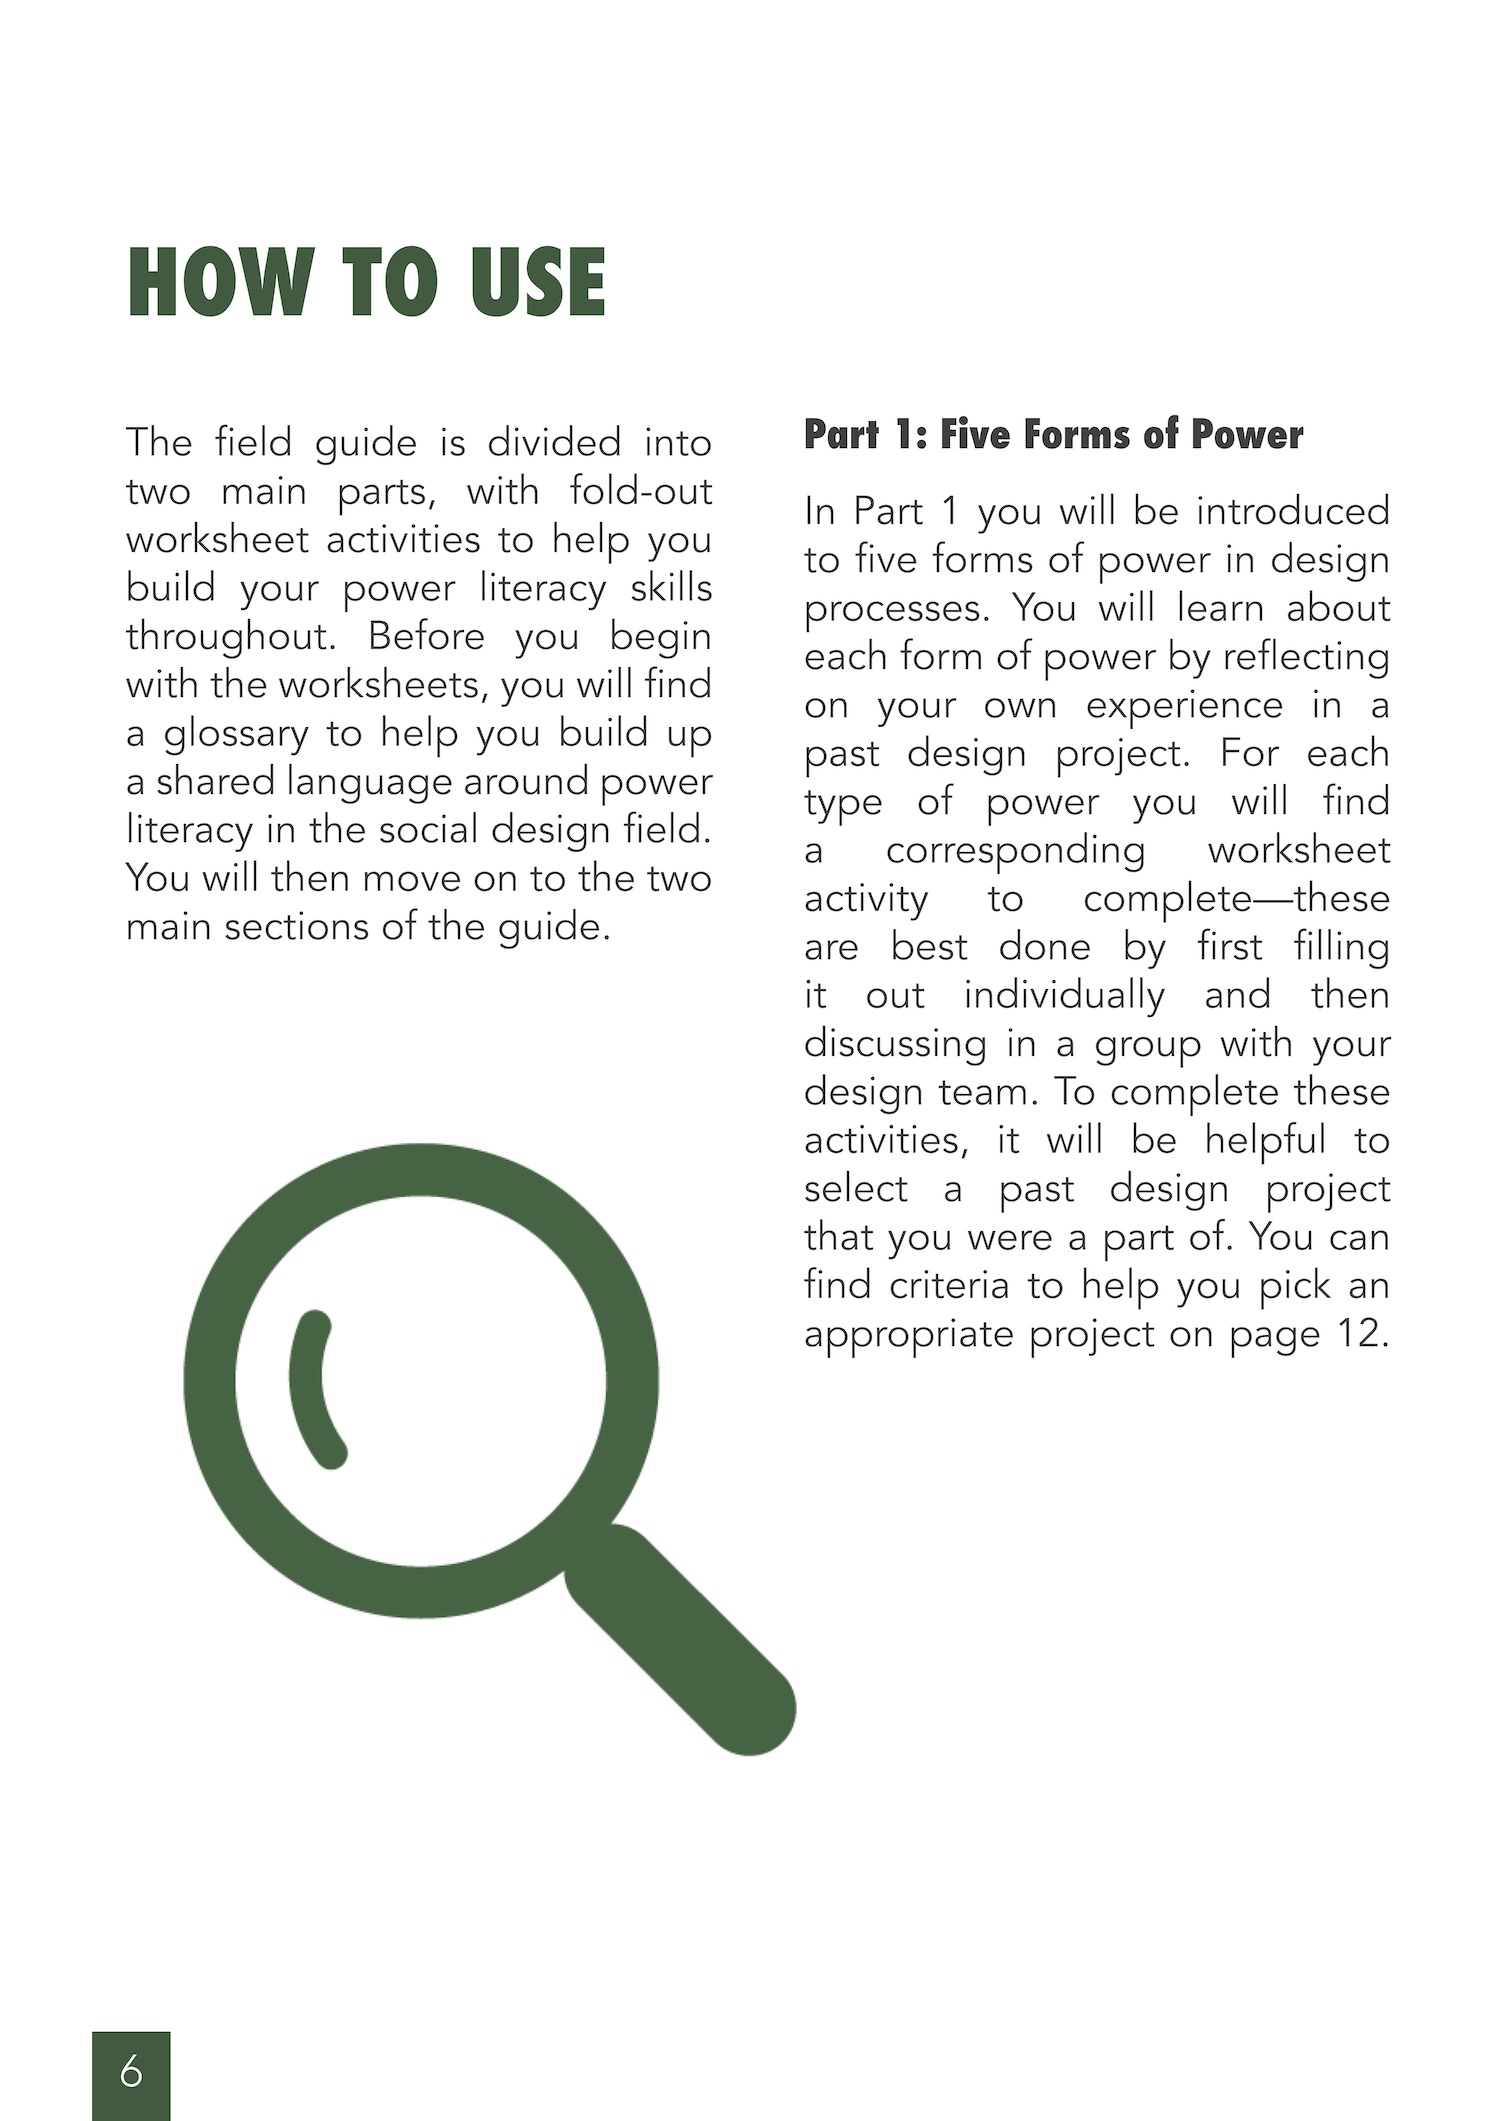 HOW TO USE
The field guide is divided into
two main parts, with fold-out
worksheet activities to help you
build your power literacy skills
throughout. Before you begin
with the worksheets, you will find
a glossary to help you build up
a shared language around power
literacy in the social design field.
You will then move on to the two
main sections of the guide.
Part 1: Five Forms of Power
In Part 1 you will be introduced
to five forms of power in design
processes. You will learn about
each form of power by reflecting
on your own experience in a
past design project. For each
type of power you will find
a corresponding worksheet
activity to complete—these
are best done by first filling
it out individually and then
discussing in a group with your
design team. To complete these
activities, it will be helpful to
select a past design project
that you were a part of. You can
find criteria to help you pick an
appropriate project on page 12.
6